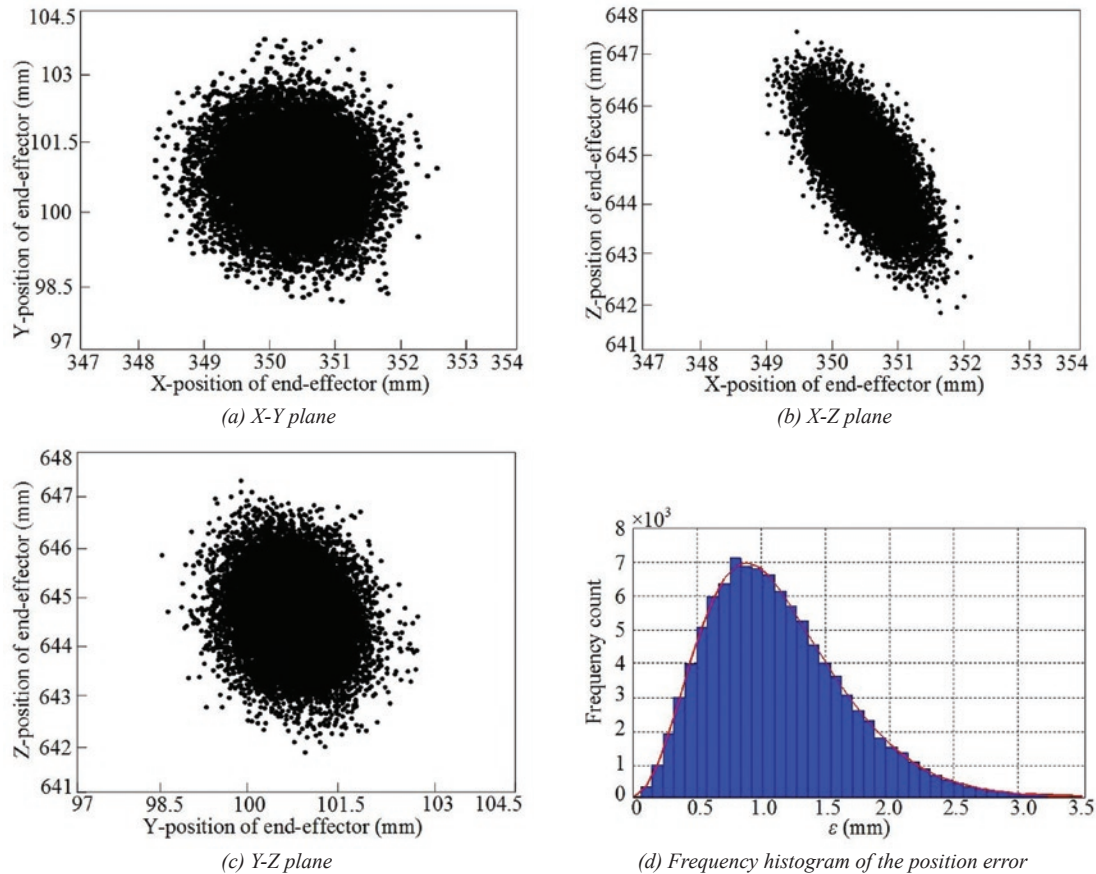 104.5
103
101.5
100
98.5
97
Y-position of end-effector (mm)
347 348 349 350 351 352 353 354
X-position of end-effector (mm)
(a) X-Y plane
648
647
646
645
644
643
642
641
Z-position of end-effector (mm)
347 348 349 350 351 352 353 354
X-position of end-effector (mm)
(b) X-Z plane
648
647
646
645
644
643
642
641
Z-position of end-effector (mm)
97 98.5 100 101.5 103 104.5
Y-position of end-effector (mm)
(c) Y-Z plane
×10³
8
7
6
5
4
3
2
1
0
Frequency count
0 0.5 1.0 1.5 2.0 2.5 3.0 3.5
ε (mm)
(d) Frequency histogram of the position error